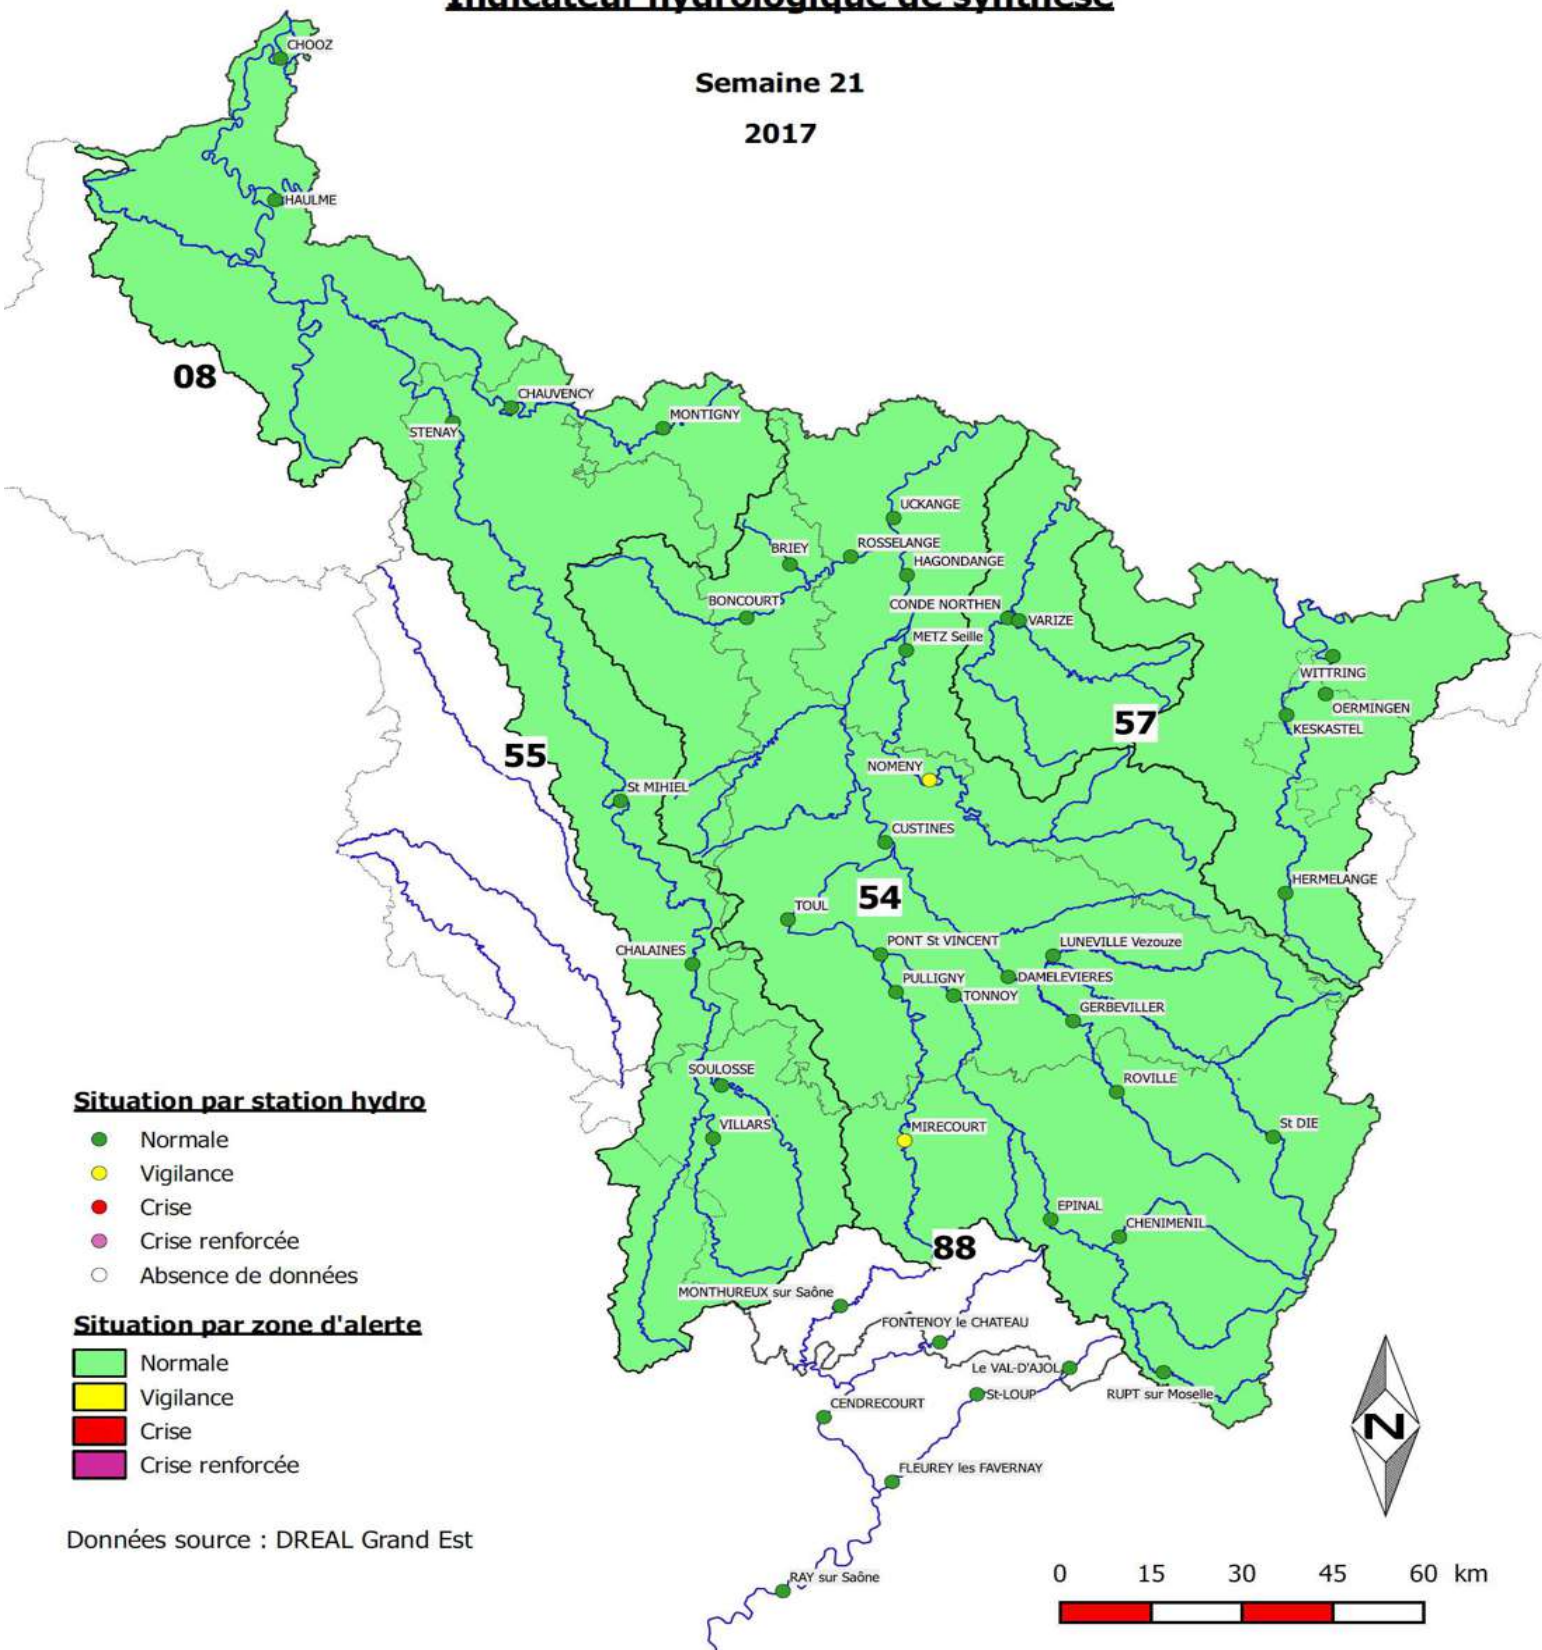 Indicateur hydrologique de synthèse
Semaine 21
2017
CHOOZ
HAULME
08
CHAUVENCY
MONTIGNY
STENAY
UCKANGE
ROSSELANGE
BRIEY
HAGONDANGE
BONCOURT
CONDE NORTHEN
VARIZE
METZ Seille
WITTRING
OERMINGEN
57
KESKASTEL
55
NOMENY
St MIHIEL
CUSTINES
HERMELANGE
54
TOUL
PONT St VINCENT
LUNEVILLE Vezouze
CHALAINES
PULLIGNY
DAMELEVIERES
TONNOY
GERBEVILLER
SOULOSSE
ROVILLE
VILLARS
MIRECOURT
St DIE
EPINAL
CHENIMENIL
88
MONTHUREUX sur Saône
FONTENOY le CHATEAU
Le VAL-D'AJOL
St-LOUP
RUPT sur Moselle
CENDRECOURT
FLEUREY les FAVERNAY
RAY sur Saône
Situation par station hydro
Normale
Vigilance
Crise
Crise renforcée
Absence de données
Situation par zone d'alerte
Normale
Vigilance
Crise
Crise renforcée
Données source : DREAL Grand Est
N
0 15 30 45 60 km